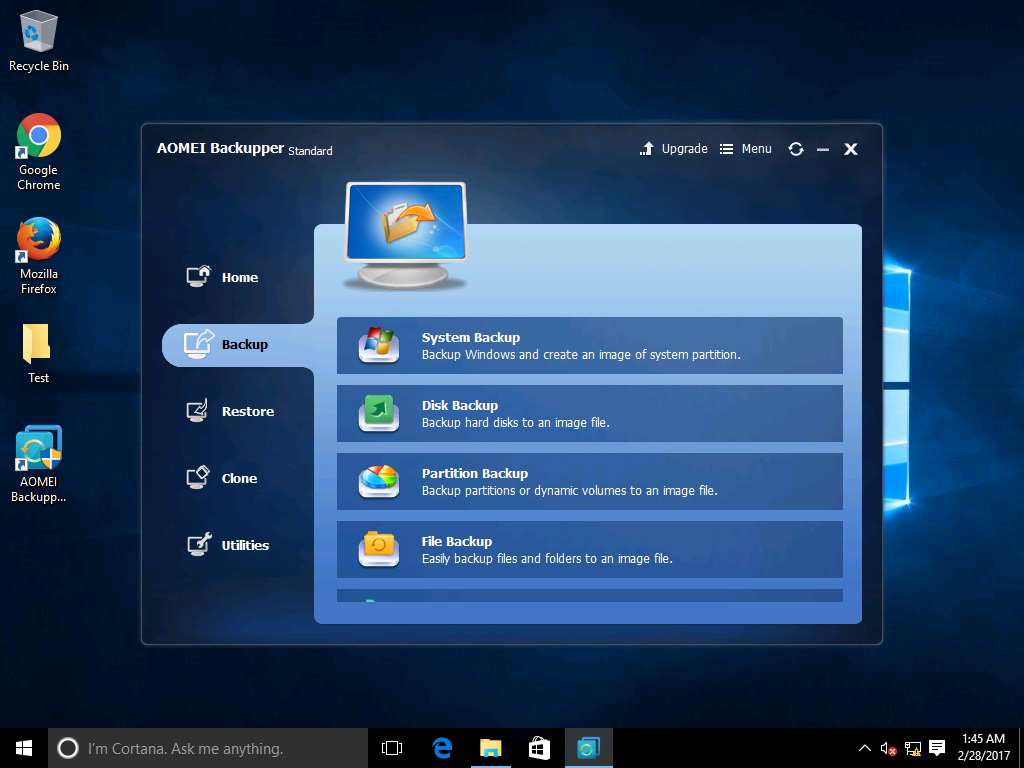 Recycle Bin
Google
Chrome
Mozilla
Firefox
Test
AOMEI
Backupp...
AOMEI Backupper Standard
Upgrade
Menu
Home
Backup
Restore
Clone
Utilities
System Backup
Backup Windows and create an image of system partition.
Disk Backup
Backup hard disks to an image file.
Partition Backup
Backup partitions or dynamic volumes to an image file.
File Backup
Easily backup files and folders to an image file.
I'm Cortana. Ask me anything.
1:45 AM
2/28/2017